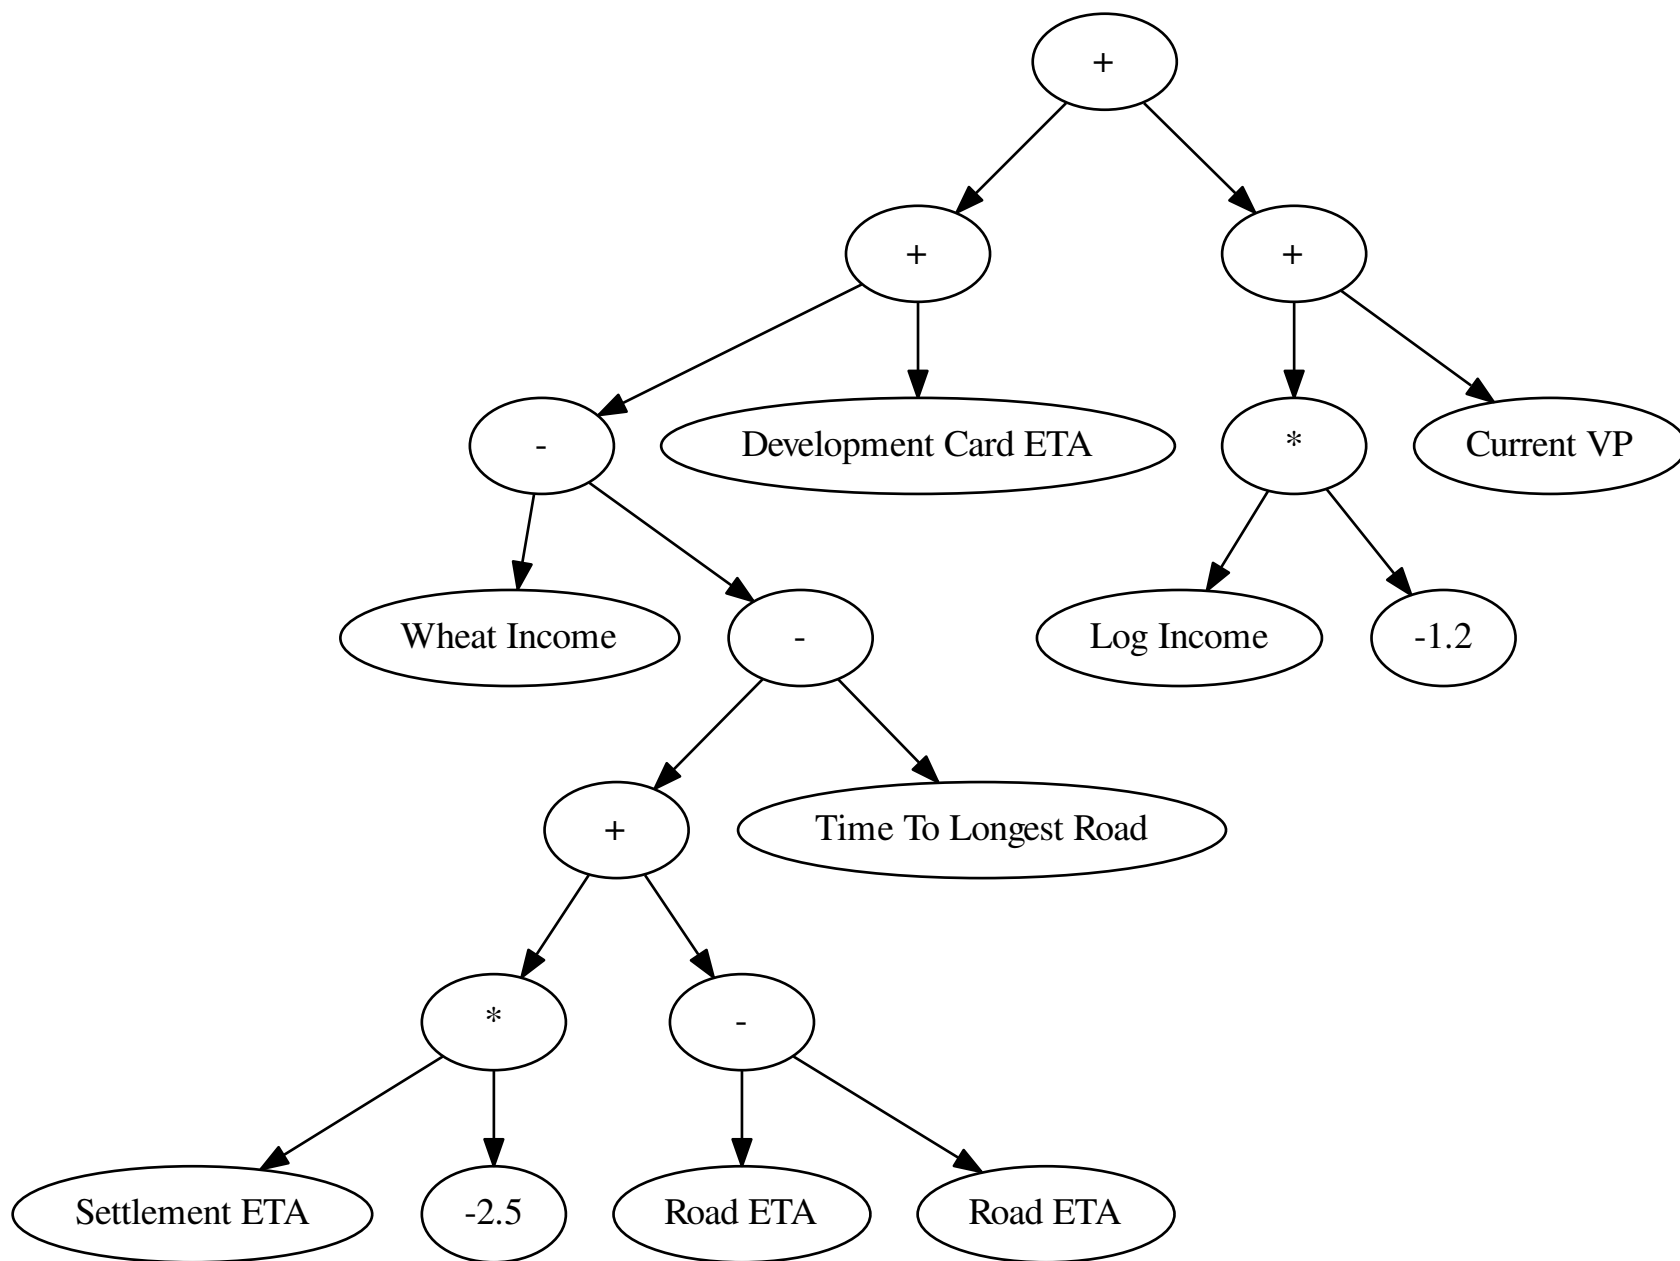 +
+
+
-
Development Card ETA
*
Current VP
Wheat Income
-
Log Income
-1.2
+
Time To Longest Road
*
-
Settlement ETA
-2.5
Road ETA
Road ETA